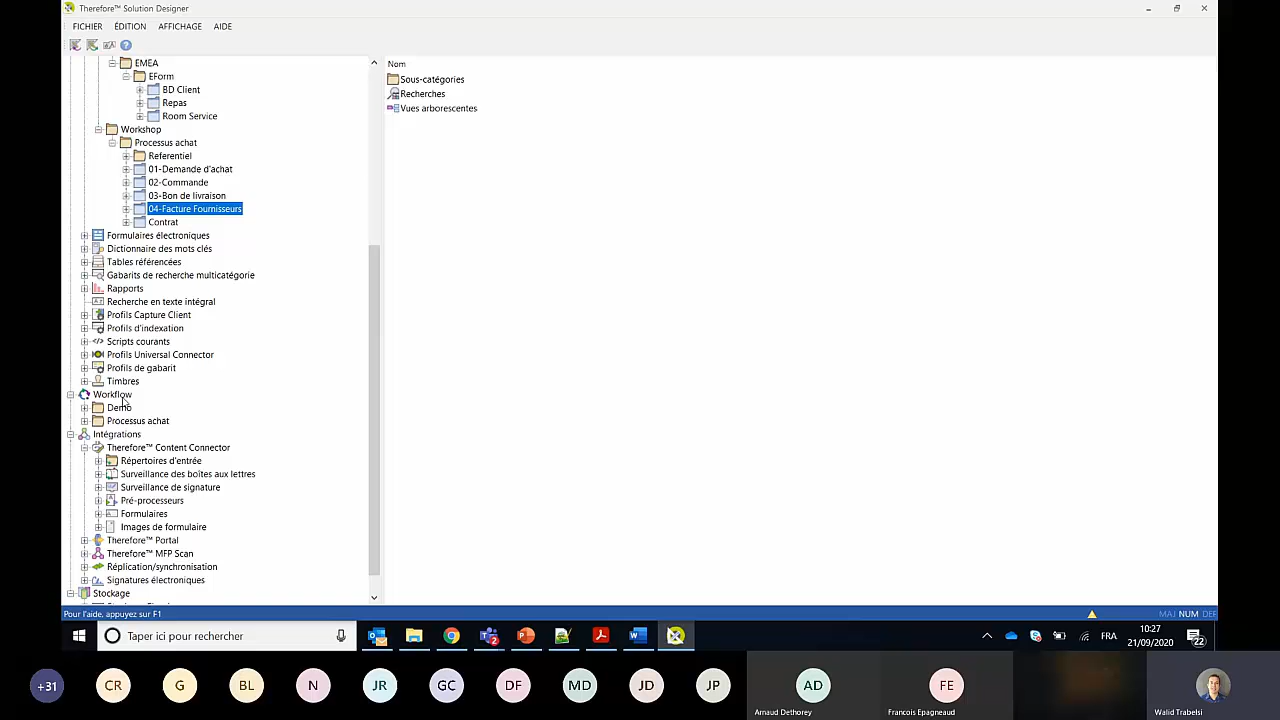 Therefore™ Solution Designer
FICHIER ÉDITION AFFICHAGE AIDE
EMEA
EForm
BD Client
Repas
Room Service
Workshop
Processus achat
Referentiel
01-Demande d'achat
02-Commande
03-Bon de livraison
04-Facture Fournisseurs
Contrat
Formulaires électroniques
Dictionnaire des mots clés
Tables référencées
Gabarits de recherche multicatégorie
Rapports
Recherche en texte intégral
Profils Capture Client
Profils d'indexation
Scripts courants
Profils Universal Connector
Profils de gabarit
Timbres
Workflow
Demo
Processus achat
Intégrations
Therefore™ Content Connector
Répertoires d'entrée
Surveillance des boîtes aux lettres
Surveillance de signature
Pré-processeurs
Formulaires
Images de formulaire
Therefore™ Portal
Therefore™ MFP Scan
Réplication/synchronisation
Signatures électroniques
Stockage
Nom
Sous-catégories
Recherches
Vues arborescentes
Pour l'aide, appuyez sur F1
MAJ NUM DEF
Taper ici pour rechercher
FRA
10:27
21/09/2020
22
+31 CR G BL N JR GC DF MD JD JP AD FE
Arnaud Dethorey
Francois Epagneaud
Walid Trabelsi